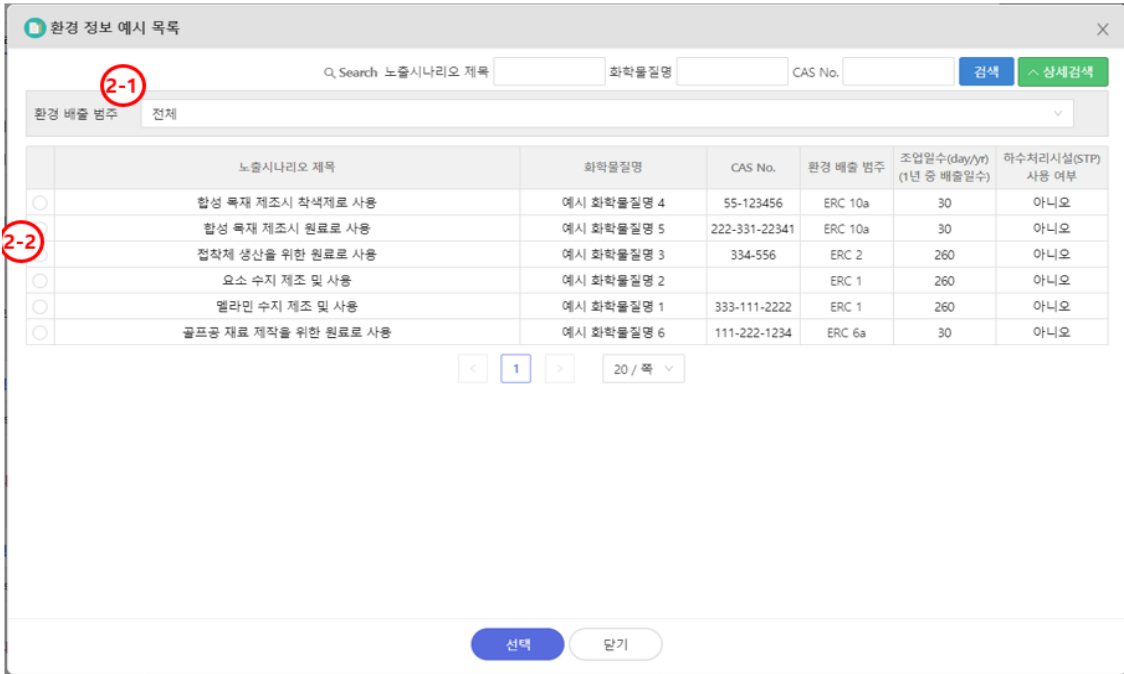 환경 정보 예시 목록
2-1
Search 노출시나리오 제목 화학물질명 CAS No. 검색 상세검색
환경 배출 범주 전체
노출시나리오 제목 화학물질명 CAS No. 환경 배출 범주 조업일수(day/yr) 하수처리시설(STP)
(1년 중 배출일수) 사용 여부
합성 목재 제조시 착색제로 사용 예시 화학물질명 4 55-123456 ERC 10a 30 아니오
합성 목재 제조시 원료로 사용 예시 화학물질명 5 222-331-22341 ERC 10a 30 아니오
2-2
접착체 생산을 위한 원료로 사용 예시 화학물질명 3 334-556 ERC 2 260 아니오
요소 수지 제조 및 사용 예시 화학물질명 2 ERC 1 260 아니오
멜라민 수지 제조 및 사용 예시 화학물질명 1 333-111-2222 ERC 1 260 아니오
골프공 재료 제작을 위한 원료로 사용 예시 화학물질명 6 111-222-1234 ERC 6a 30 아니오
< 1 > 20 / 쪽
선택 닫기